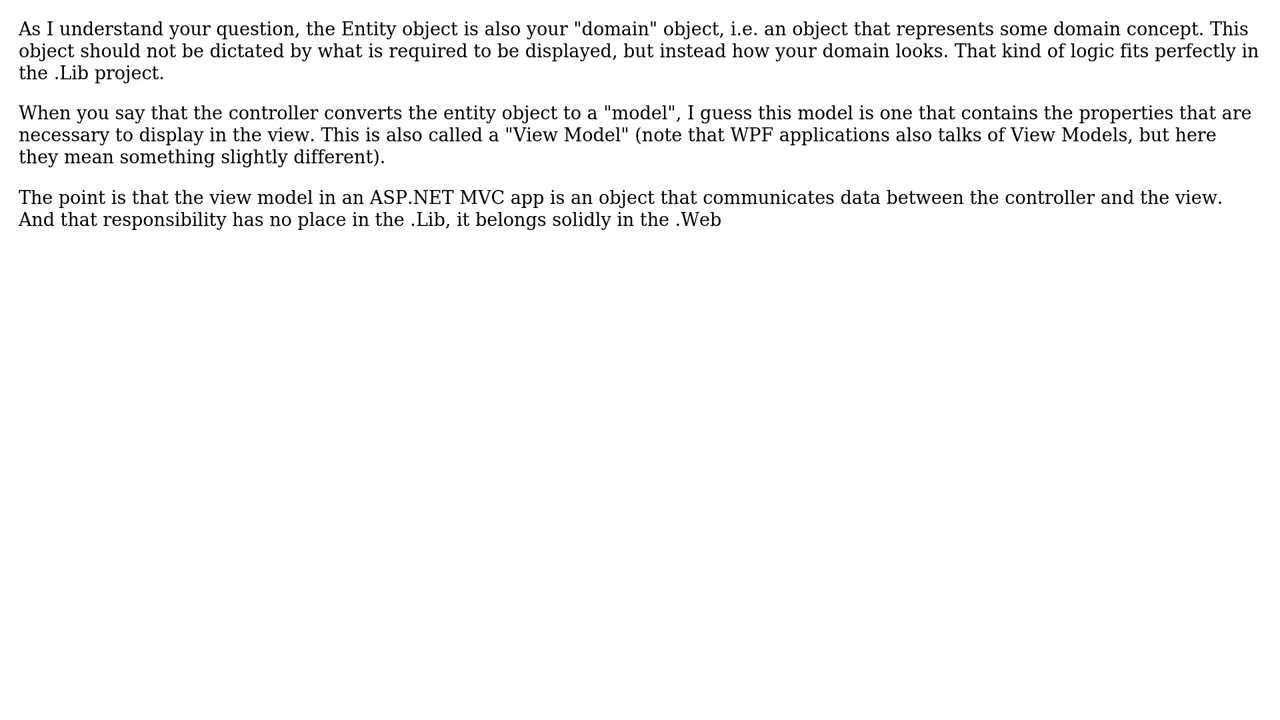 As I understand your question, the Entity object is also your "domain" object, i.e. an object that represents some domain concept. This
object should not be dictated by what is required to be displayed, but instead how your domain looks. That kind of logic fits perfectly in
the .Lib project.
When you say that the controller converts the entity object to a "model", I guess this model is one that contains the properties that are
necessary to display in the view. This is also called a "View Model" (note that WPF applications also talks of View Models, but here
they mean something slightly different).
The point is that the view model in an ASP.NET MVC app is an object that communicates data between the controller and the view.
And that responsibility has no place in the .Lib, it belongs solidly in the .Web